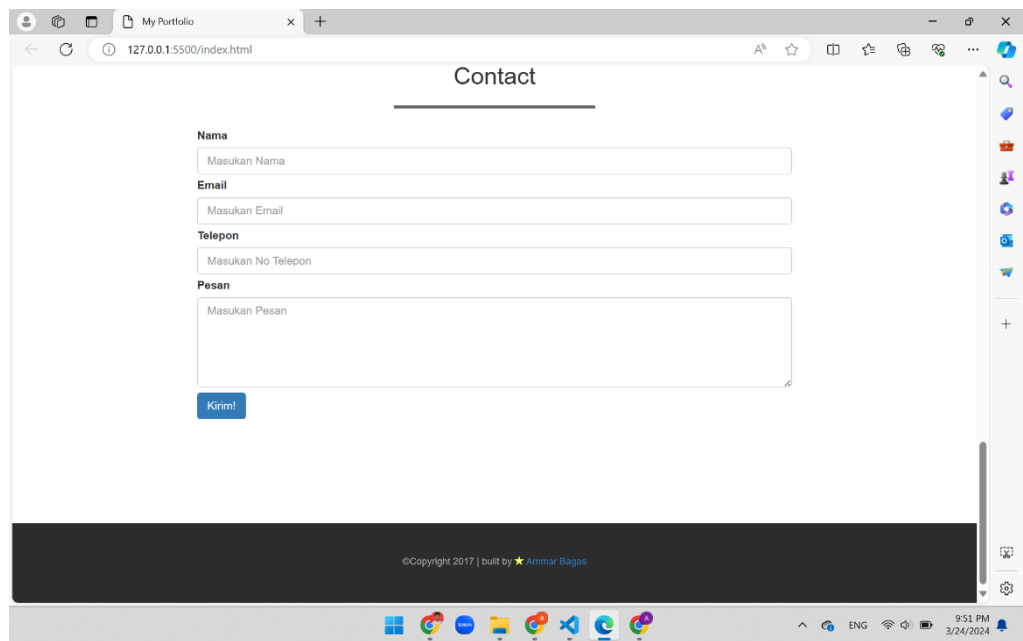 My Portfolio
127.0.0.1:5500/index.html
Contact
Nama
Masukan Nama
Email
Masukan Email
Telepon
Masukan No Telepon
Pesan
Masukan Pesan
Kirim!
©Copyright 2017 | built by ★ Ammar Bagas
zoom
A
ENG
9:51 PM
3/24/2024